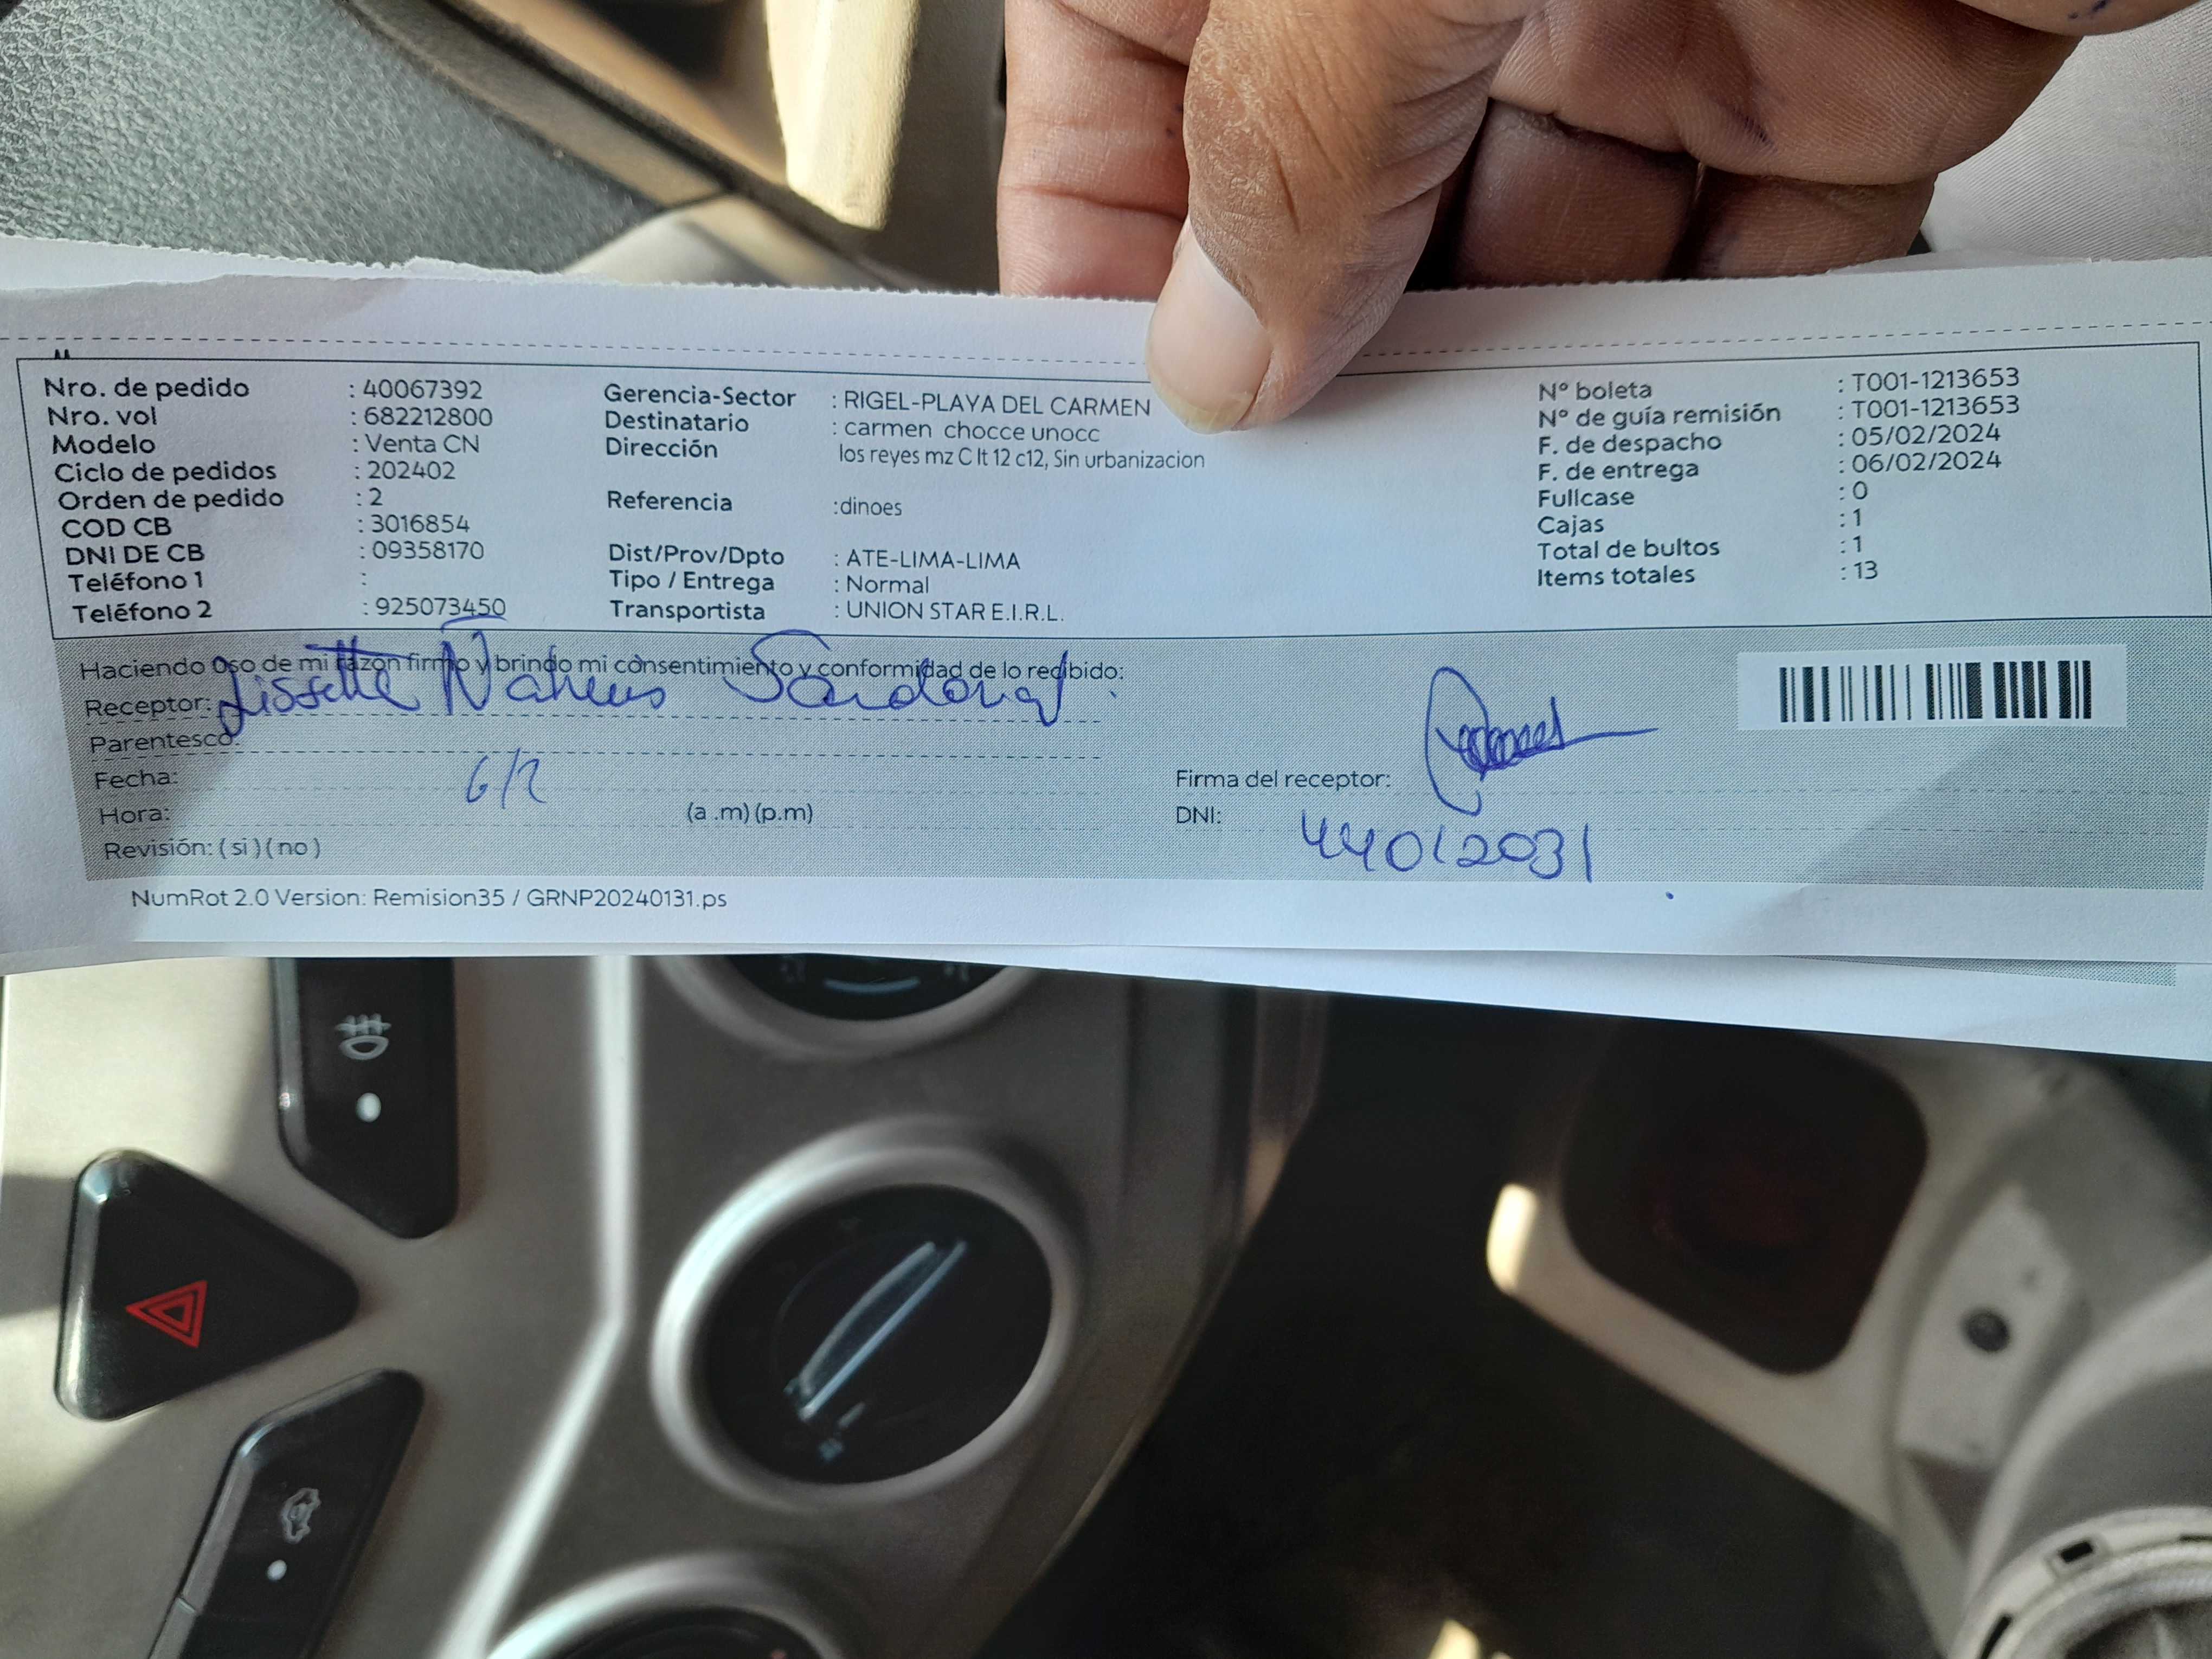 Nro. de pedido : 40067392
Nro. vol : 682212800
Modelo : Venta CN
Ciclo de pedidos : 202402
Orden de pedido : 2
COD CB : 3016854
DNI DE CB : 09358170
Teléfono 1 :
Teléfono 2 : 925073450
Gerencia-Sector : RIGEL-PLAYA DEL CARMEN
Destinatario : carmen chocce unocc
Dirección los reyes mz C lt 12 c12, Sin urbanizacion
Referencia :dinoes
Dist/Prov/Dpto : ATE-LIMA-LIMA
Tipo / Entrega : Normal
Transportista : UNION STAR E.I.R.L.
N° boleta : T001-1213653
N° de guía remisión : T001-1213653
F. de despacho : 05/02/2024
F. de entrega : 06/02/2024
Fullcase : 0
Cajas : 1
Total de bultos : 1
Items totales : 13
Haciendo Oso de mi razon firmo y brindo mi consentimiento y conformidad de lo recibido:
Receptor: Lissette Sandoval
Parentesco:
Fecha: 6/2
Hora: (a .m) (p.m)
Revisión: ( si ) ( no )
Firma del receptor:
DNI: 44012031
NumRot 2.0 Version: Remision35 / GRNP20240131.ps